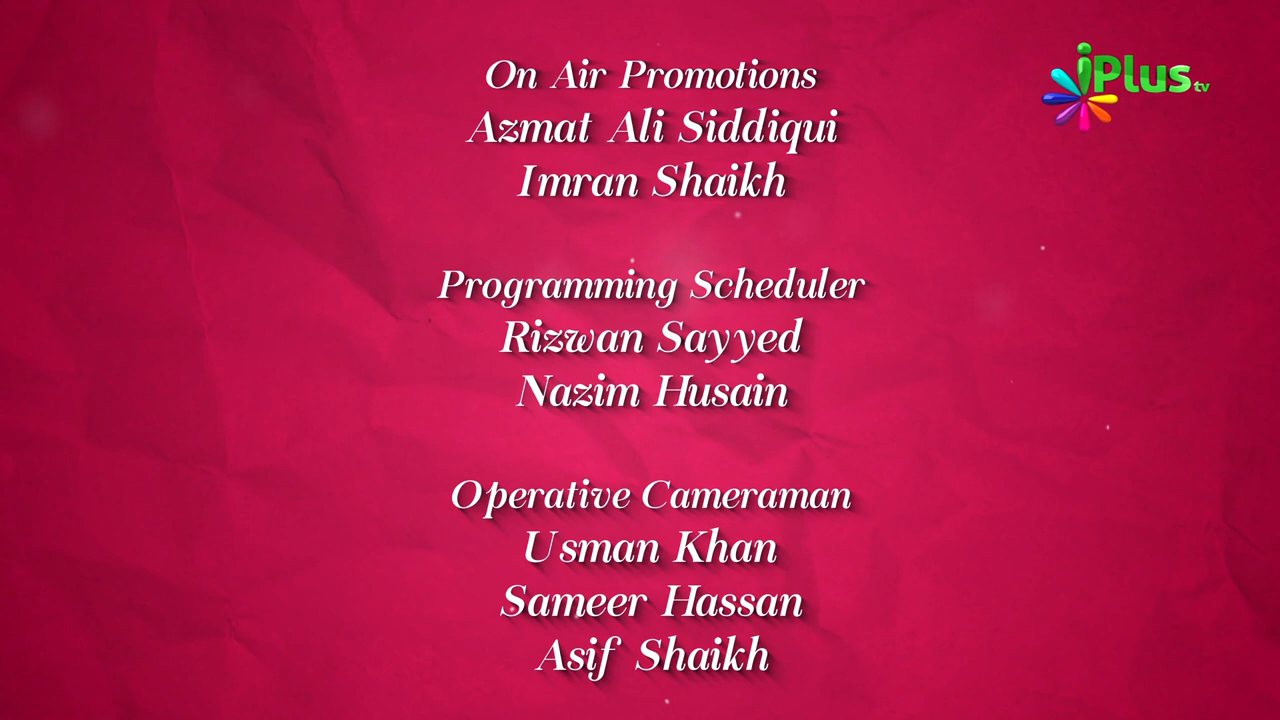 On Air Promotions
Azmat Ali Siddiqui
Imran Shaikh
Programming Scheduler
Rizwan Sayyed
Nazim Husain
Operative Cameraman
Usman Khan
Sameer Hassan
Asif Shaikh
iPlus tv